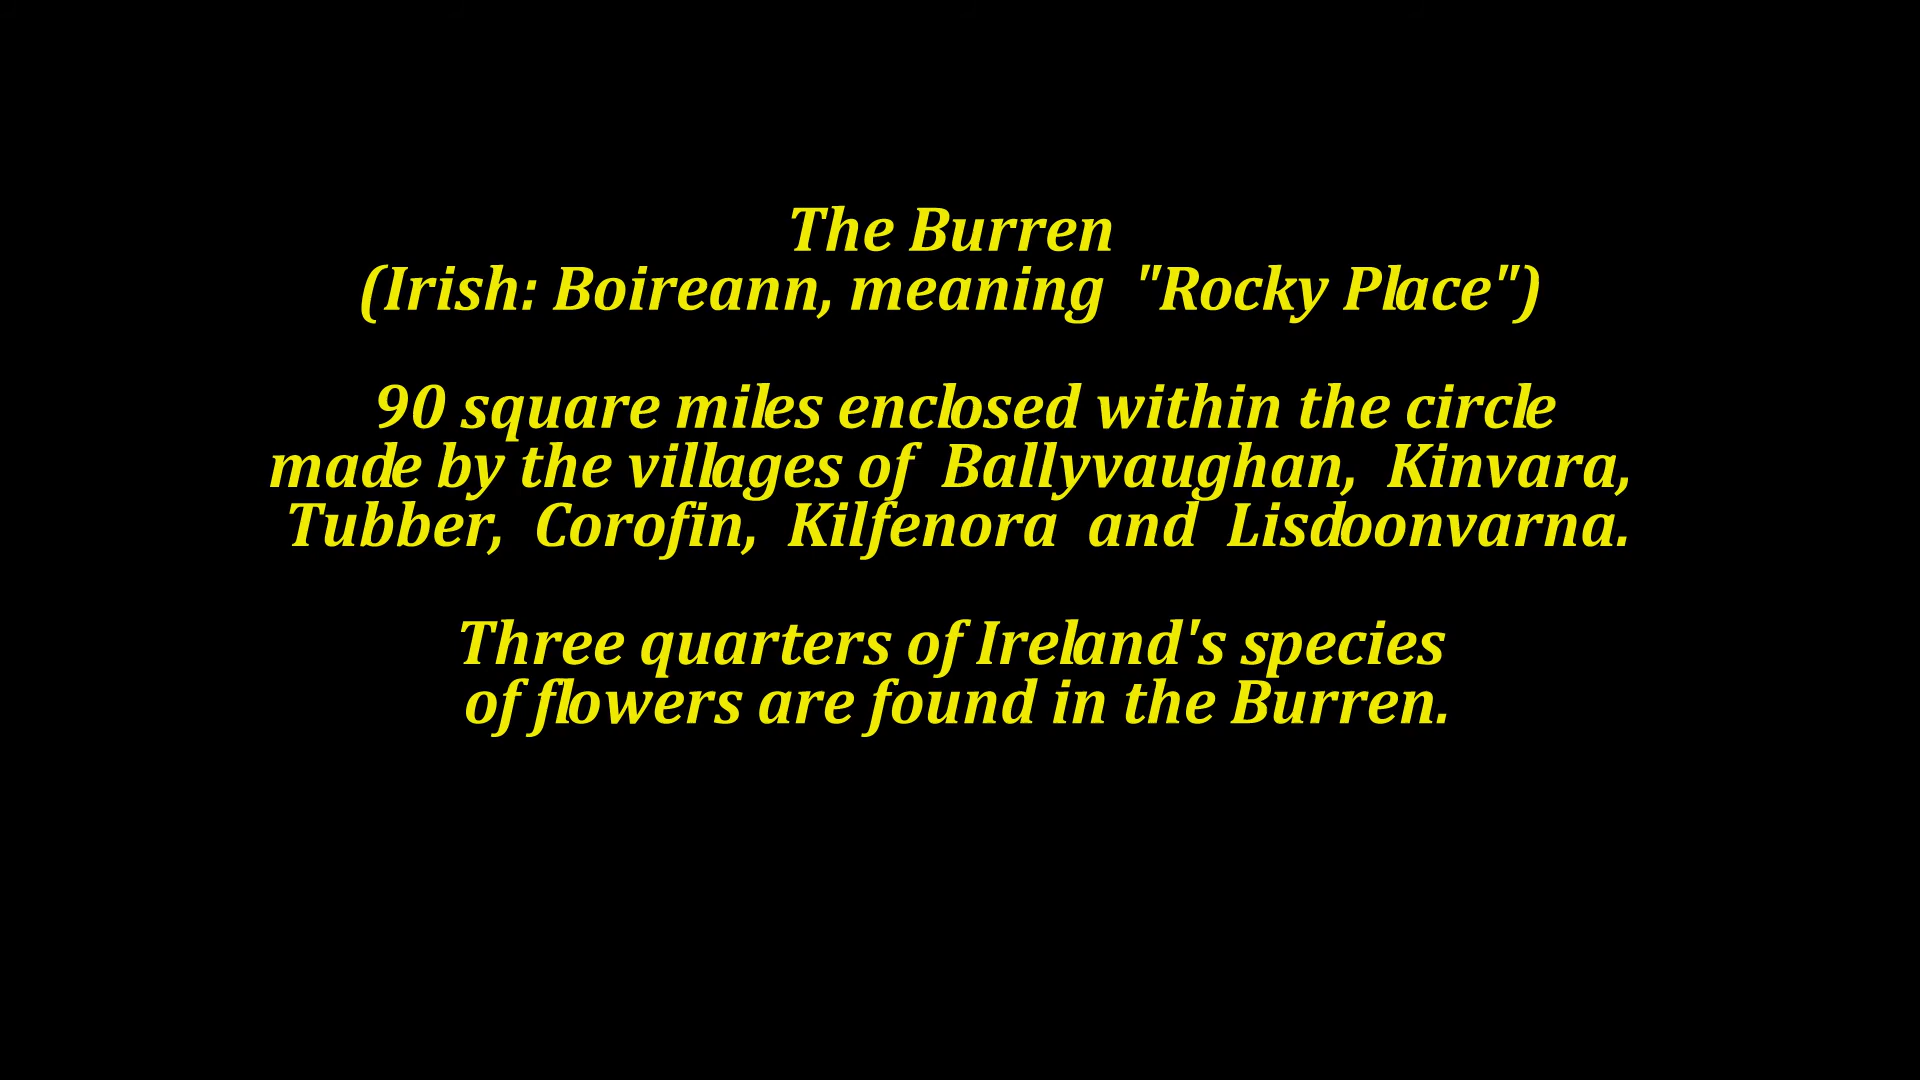 The Burren
(Irish: Boireann, meaning "Rocky Place")
90 square miles enclosed within the circle
made by the villages of Ballyvaughan, Kinvara,
Tubber, Corofin, Kilfenora and Lisdoonvarna.
Three quarters of Ireland's species
of flowers are found in the Burren.